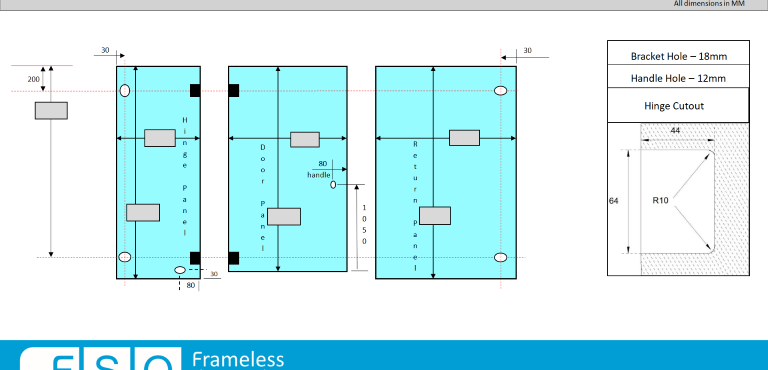 All dimensions in MM
30
30
200
Bracket Hole – 18mm
Handle Hole – 12mm
Hinge Cutout
44
64
R10
Hinge Panel
Door Panel
Return Panel
80
handle
1050
30
80
ESQ
Frameless